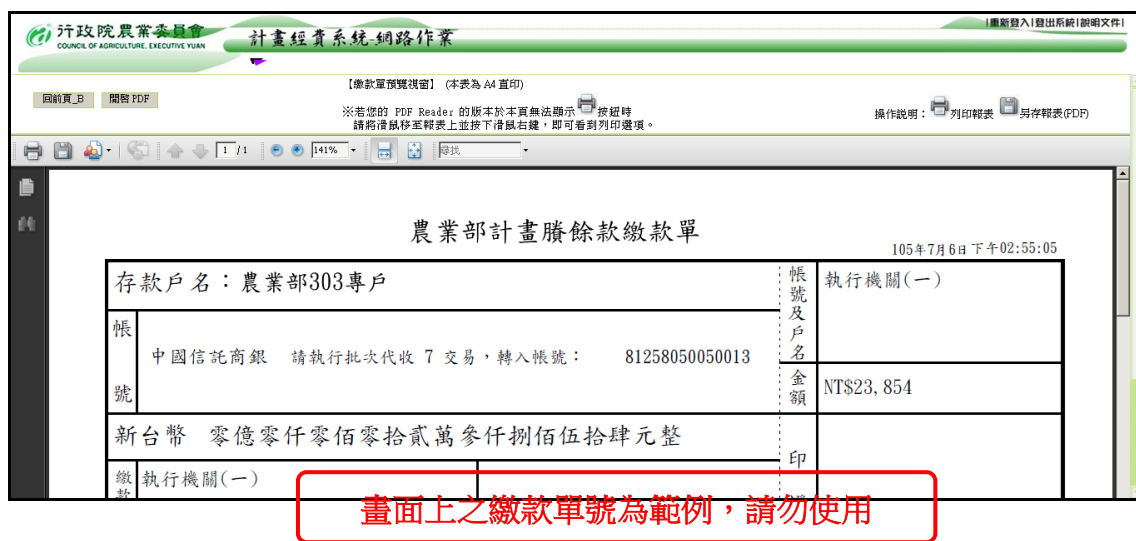 |重新登入|登出系統|說明文件|
行政院農業委員會
COUNCIL OF AGRICULTURE, EXECUTIVE YUAN
計畫經費系統-網路作業
【繳款單預覽視窗】 (本表為 A4 直印)
回前頁_B 開啓 PDF
※若您的 PDF Reader 的版本於本頁無法顯示 按鈕時
請將滑鼠移至報表上並按下滑鼠右鍵，即可看到列印選項。
操作說明： 列印報表 另存報表(PDF)
1 / 1 141% 尋找
農業部計畫賸餘款繳款單
105年7月6日 下午02:55:05
存款戶名：農業部303專戶
帳號及戶名
執行機關(一)
帳號
中國信託商銀 請執行批次代收 7 交易，轉入帳號： 81258050050013
金額
NT$23,854
新台幣 零億零仟零佰零拾貳萬參仟捌佰伍拾肆元整
印
繳款
執行機關(一)
畫面上之繳款單號為範例，請勿使用